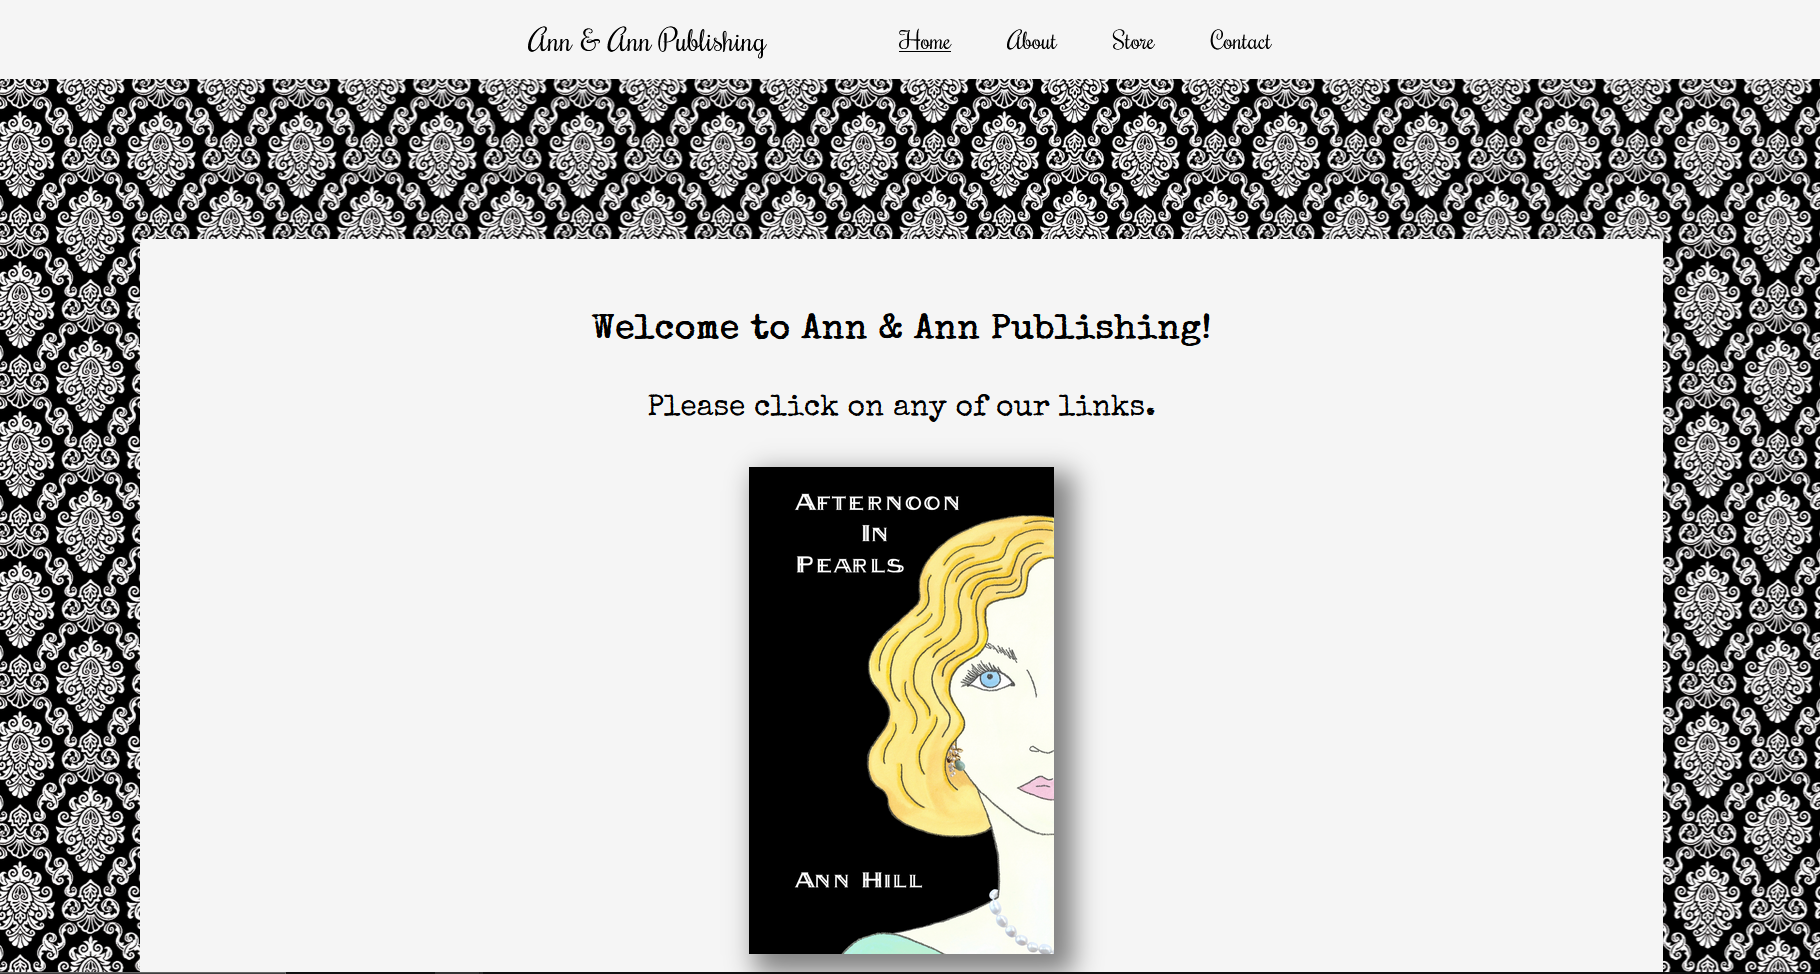 Ann & Ann Publishing
Home About Store Contact
Welcome to Ann & Ann Publishing!
Please click on any of our links.
AFTERNOON
IN
PEARLS
ANN HILL